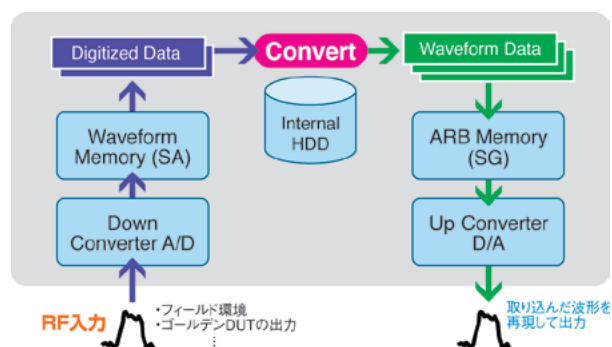 Digitized Data
Convert
Waveform Data
Waveform
Memory (SA)
Internal
HDD
ARB Memory
(SG)
Down
Converter A/D
Up Converter
D/A
RF入力
・フィールド環境
・ゴールデンDUTの出力
⋮
取り込んだ波形を
再現して出力